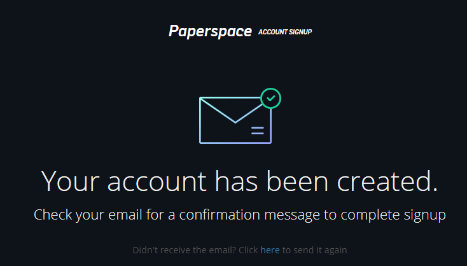 Paperspace ACCOUNT SIGNUP
Your account has been created.
Check your email for a confirmation message to complete signup
Didn't receive the email? Click here to send it again